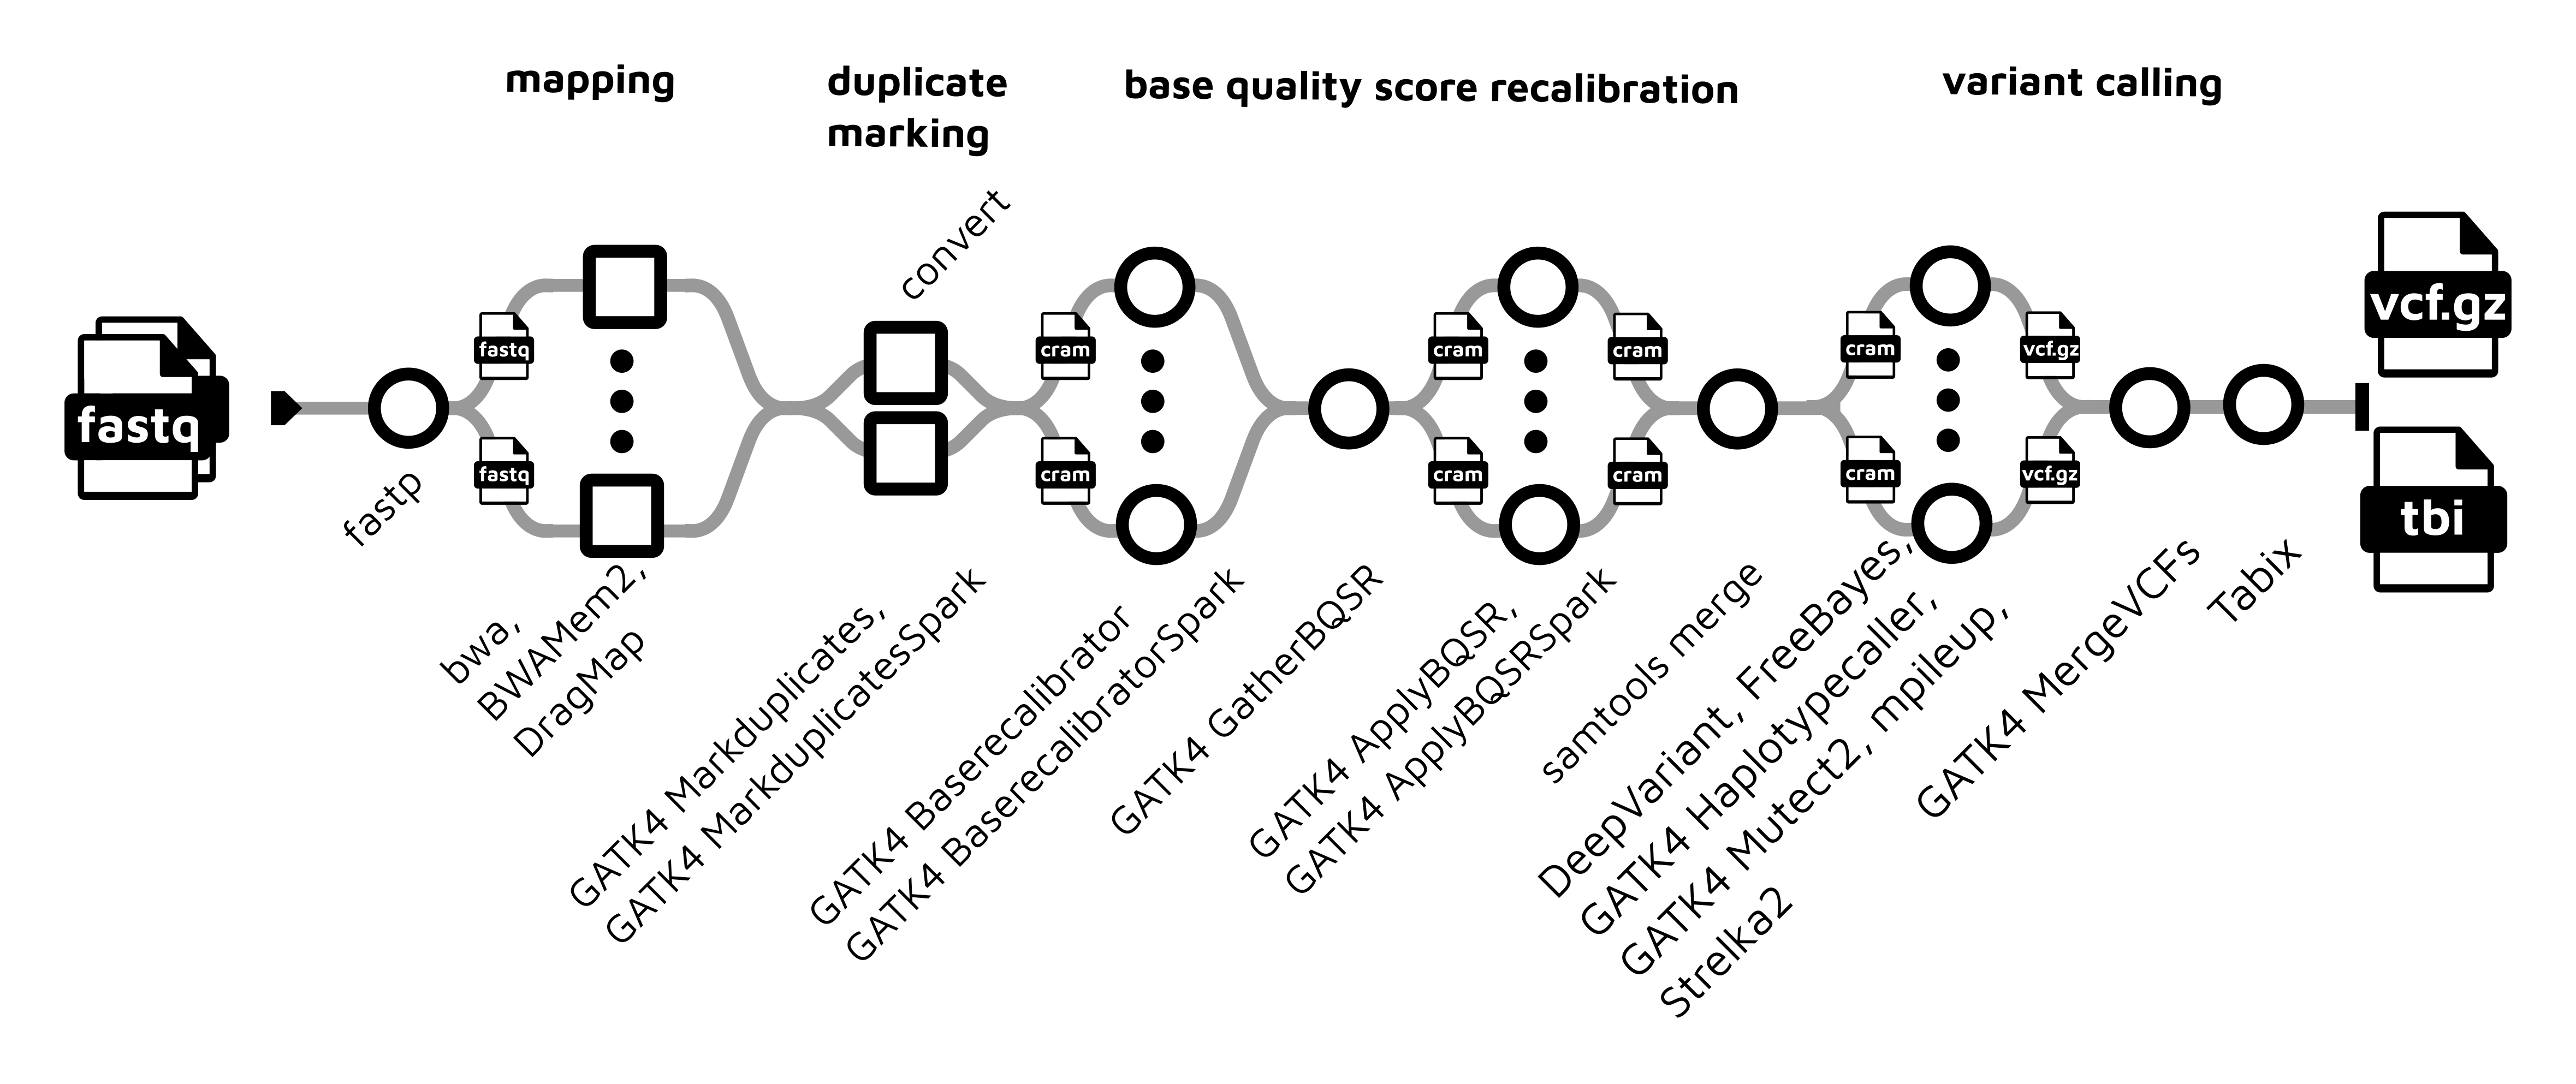 mapping
duplicate
marking
base quality score recalibration
variant calling
convert
fastq
fastq
fastq
cram
cram
cram
cram
cram
cram
cram
cram
vcf.gz
vcf.gz
vcf.gz
tbi
fastp
bwa,
BWAMem2,
DragMap
GATK4 Markduplicates,
GATK4 MarkduplicatesSpark
GATK4 Baserecalibrator
GATK4 BaserecalibratorSpark
GATK4 GatherBQSR
GATK4 ApplyBQSR,
GATK4 ApplyBQSRSpark
samtools merge
DeepVariant, FreeBayes,
GATK4 Haplotypecaller,
GATK4 Mutect2, mpileup,
Strelka2
GATK4 MergeVCFs
Tabix